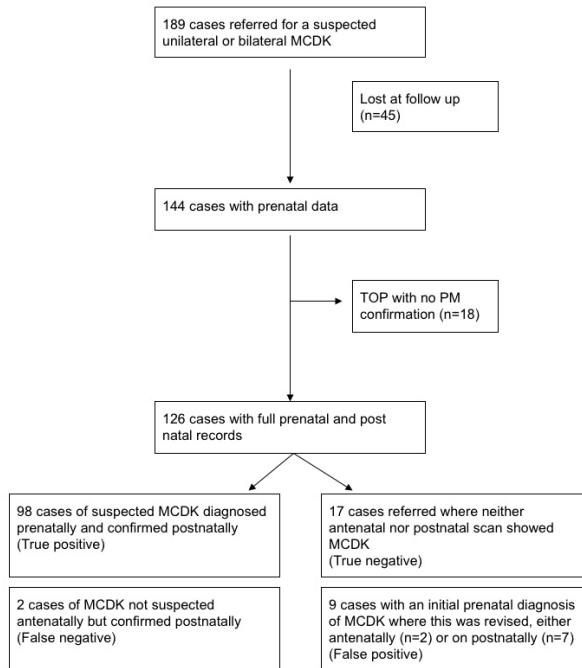 189 cases referred for a suspected
unilateral or bilateral MCDK
Lost at follow up
(n=45)
144 cases with prenatal data
TOP with no PM
confirmation (n=18)
126 cases with full prenatal and post
natal records
98 cases of suspected MCDK diagnosed
prenatally and confirmed postnatally
(True positive)
17 cases referred where neither
antenatal nor postnatal scan showed
MCDK
(True negative)
2 cases of MCDK not suspected
antenatally but confirmed postnatally
(False negative)
9 cases with an initial prenatal diagnosis
of MCDK where this was revised, either
antenatally (n=2) or on postnatally (n=7)
(False positive)